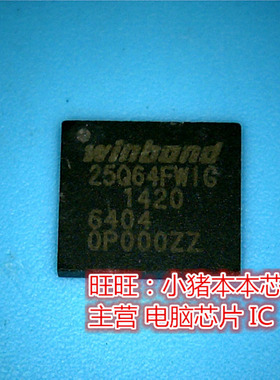 winbond
25Q64FWIG
1420
6404
0P000ZZ
旺旺：小猪本本芯
主营 电脑芯片 IC